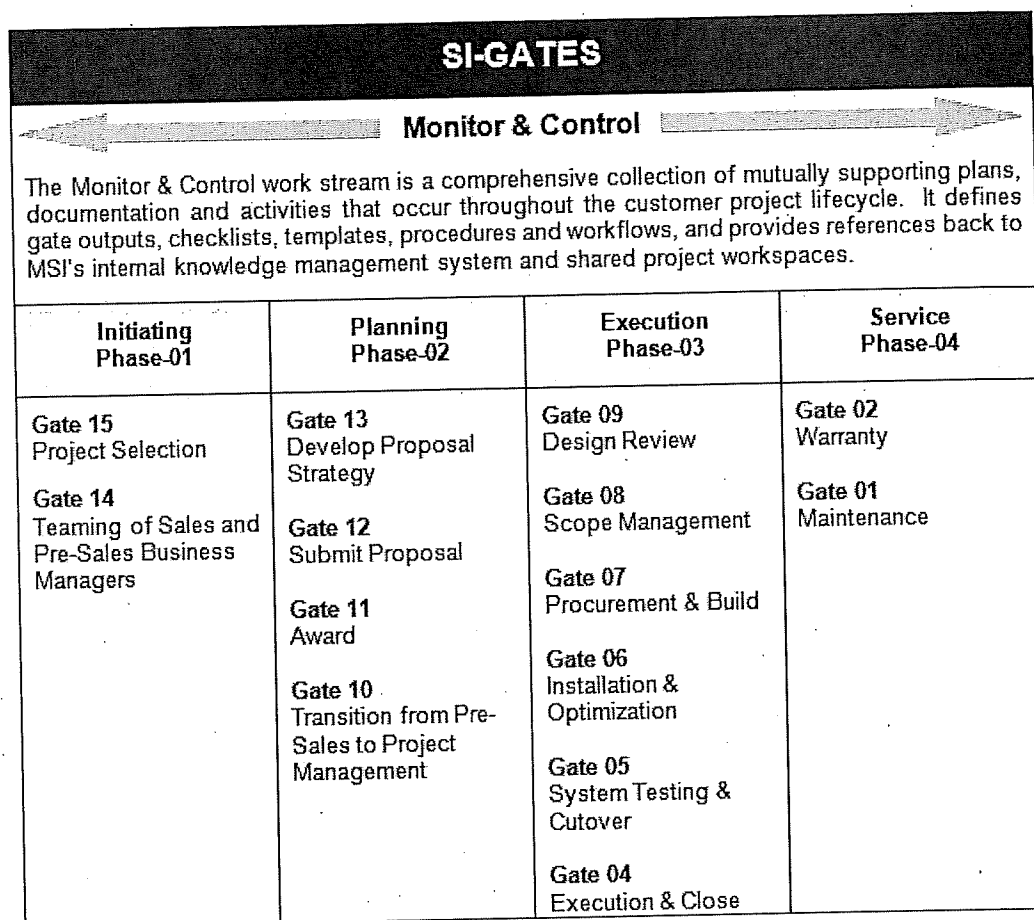 SI-GATES
Monitor & Control
The Monitor & Control work stream is a comprehensive collection of mutually supporting plans,
documentation and activities that occur throughout the customer project lifecycle. It defines
gate outputs, checklists, templates, procedures and workflows, and provides references back to
MSI's internal knowledge management system and shared project workspaces.
Initiating
Phase-01
Gate 15
Project Selection
Gate 14
Teaming of Sales and
Pre-Sales Business
Managers
Planning
Phase-02
Gate 13
Develop Proposal
Strategy
Gate 12
Submit Proposal
Gate 11
Award
Gate 10
Transition from Pre-
Sales to Project
Management
Execution
Phase-03
Gate 09
Design Review
Gate 08
Scope Management
Gate 07
Procurement & Build
Gate 06
Installation &
Optimization
Gate 05
System Testing &
Cutover
Gate 04
Execution & Close
Service
Phase-04
Gate 02
Warranty
Gate 01
Maintenance